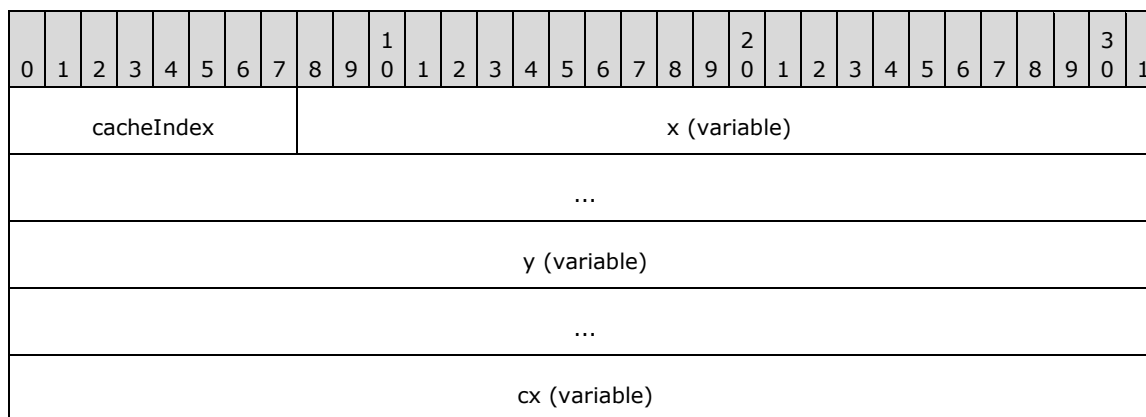 1 2 3
0 1 2 3 4 5 6 7 8 9 0 1 2 3 4 5 6 7 8 9 0 1 2 3 4 5 6 7 8 9 0 1
cacheIndex x (variable)
...
y (variable)
...
cx (variable)